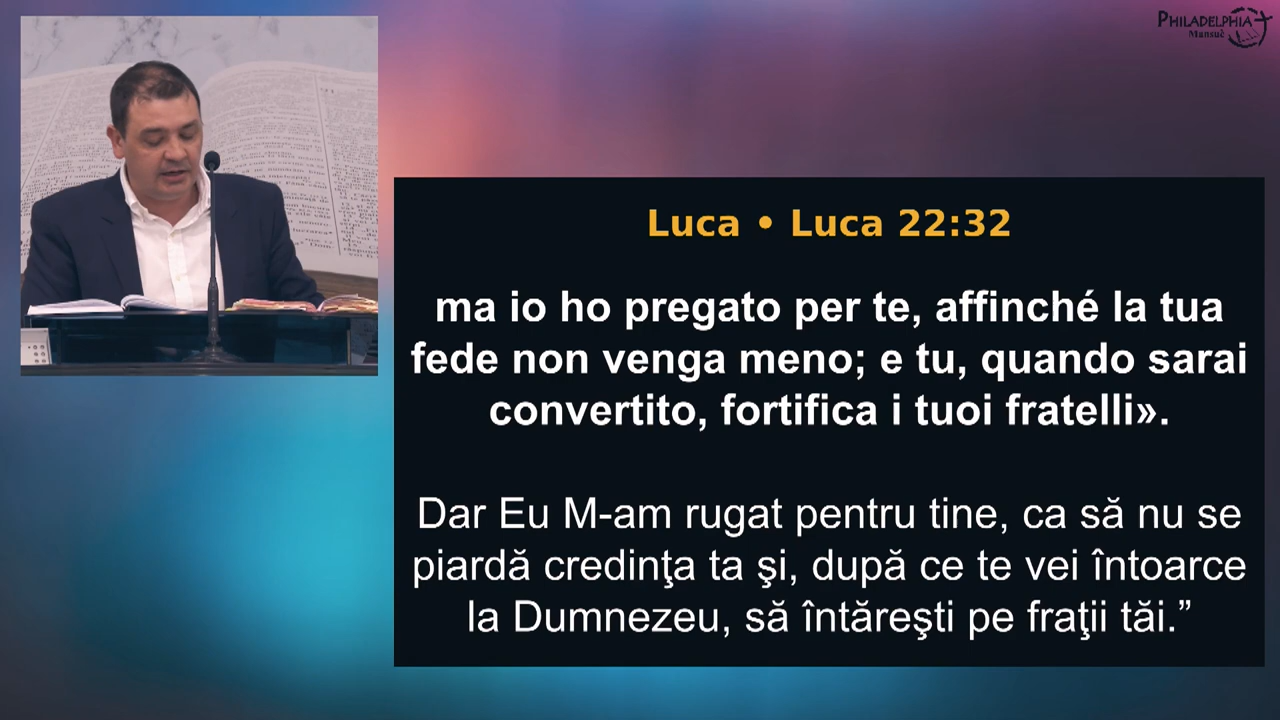 PHILADELPHIA
Mansuè
Luca • Luca 22:32
ma io ho pregato per te, affinché la tua
fede non venga meno; e tu, quando sarai
convertito, fortifica i tuoi fratelli».
Dar Eu M-am rugat pentru tine, ca să nu se
piardă credinţa ta şi, după ce te vei întoarce
la Dumnezeu, să întăreşti pe fraţii tăi.”